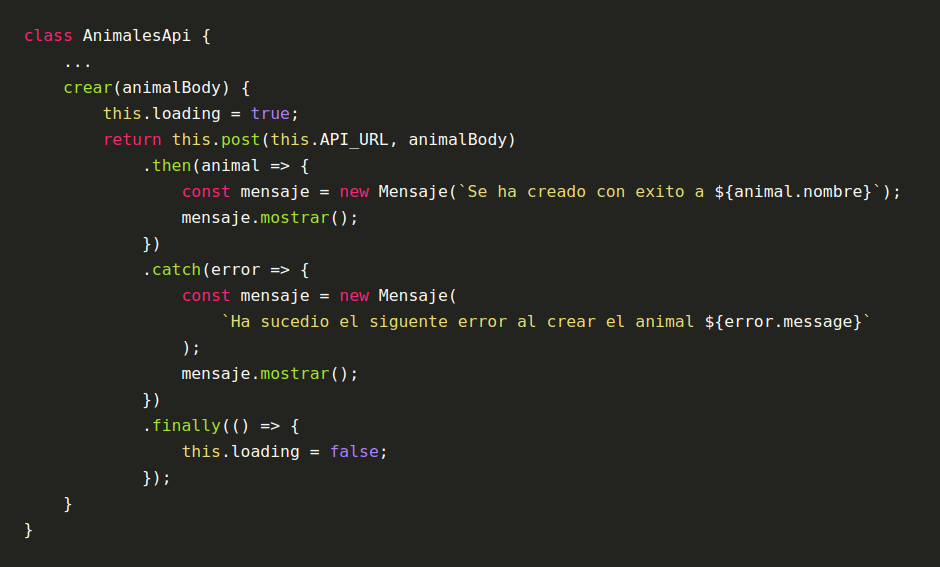 class AnimalesApi {
    ...
    crear(animalBody) {
        this.loading = true;
        return this.post(this.API_URL, animalBody)
            .then(animal => {
                const mensaje = new Mensaje(`Se ha creado con exito a ${animal.nombre}`);
                mensaje.mostrar();
            })
            .catch(error => {
                const mensaje = new Mensaje(
                    `Ha sucedio el siguente error al crear el animal ${error.message}`
                );
                mensaje.mostrar();
            })
            .finally(() => {
                this.loading = false;
            });
    }
}